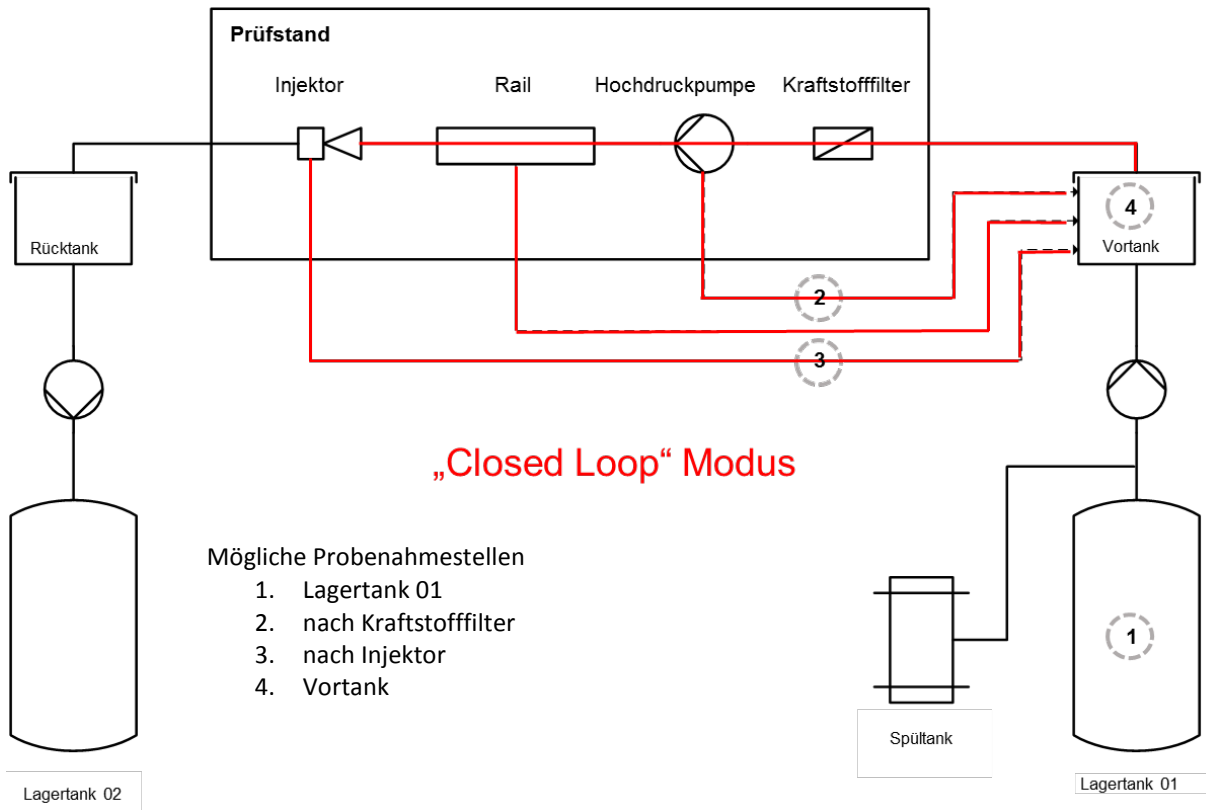 Prüfstand
Injektor
Rail
Hochdruckpumpe
Kraftstofffilter
Rücktank
4
Vortank
2
3
„Closed Loop“ Modus
Mögliche Probenahmestellen
1. Lagertank 01
2. nach Kraftstofffilter
3. nach Injektor
4. Vortank
1
Spültank
Lagertank 02
Lagertank 01